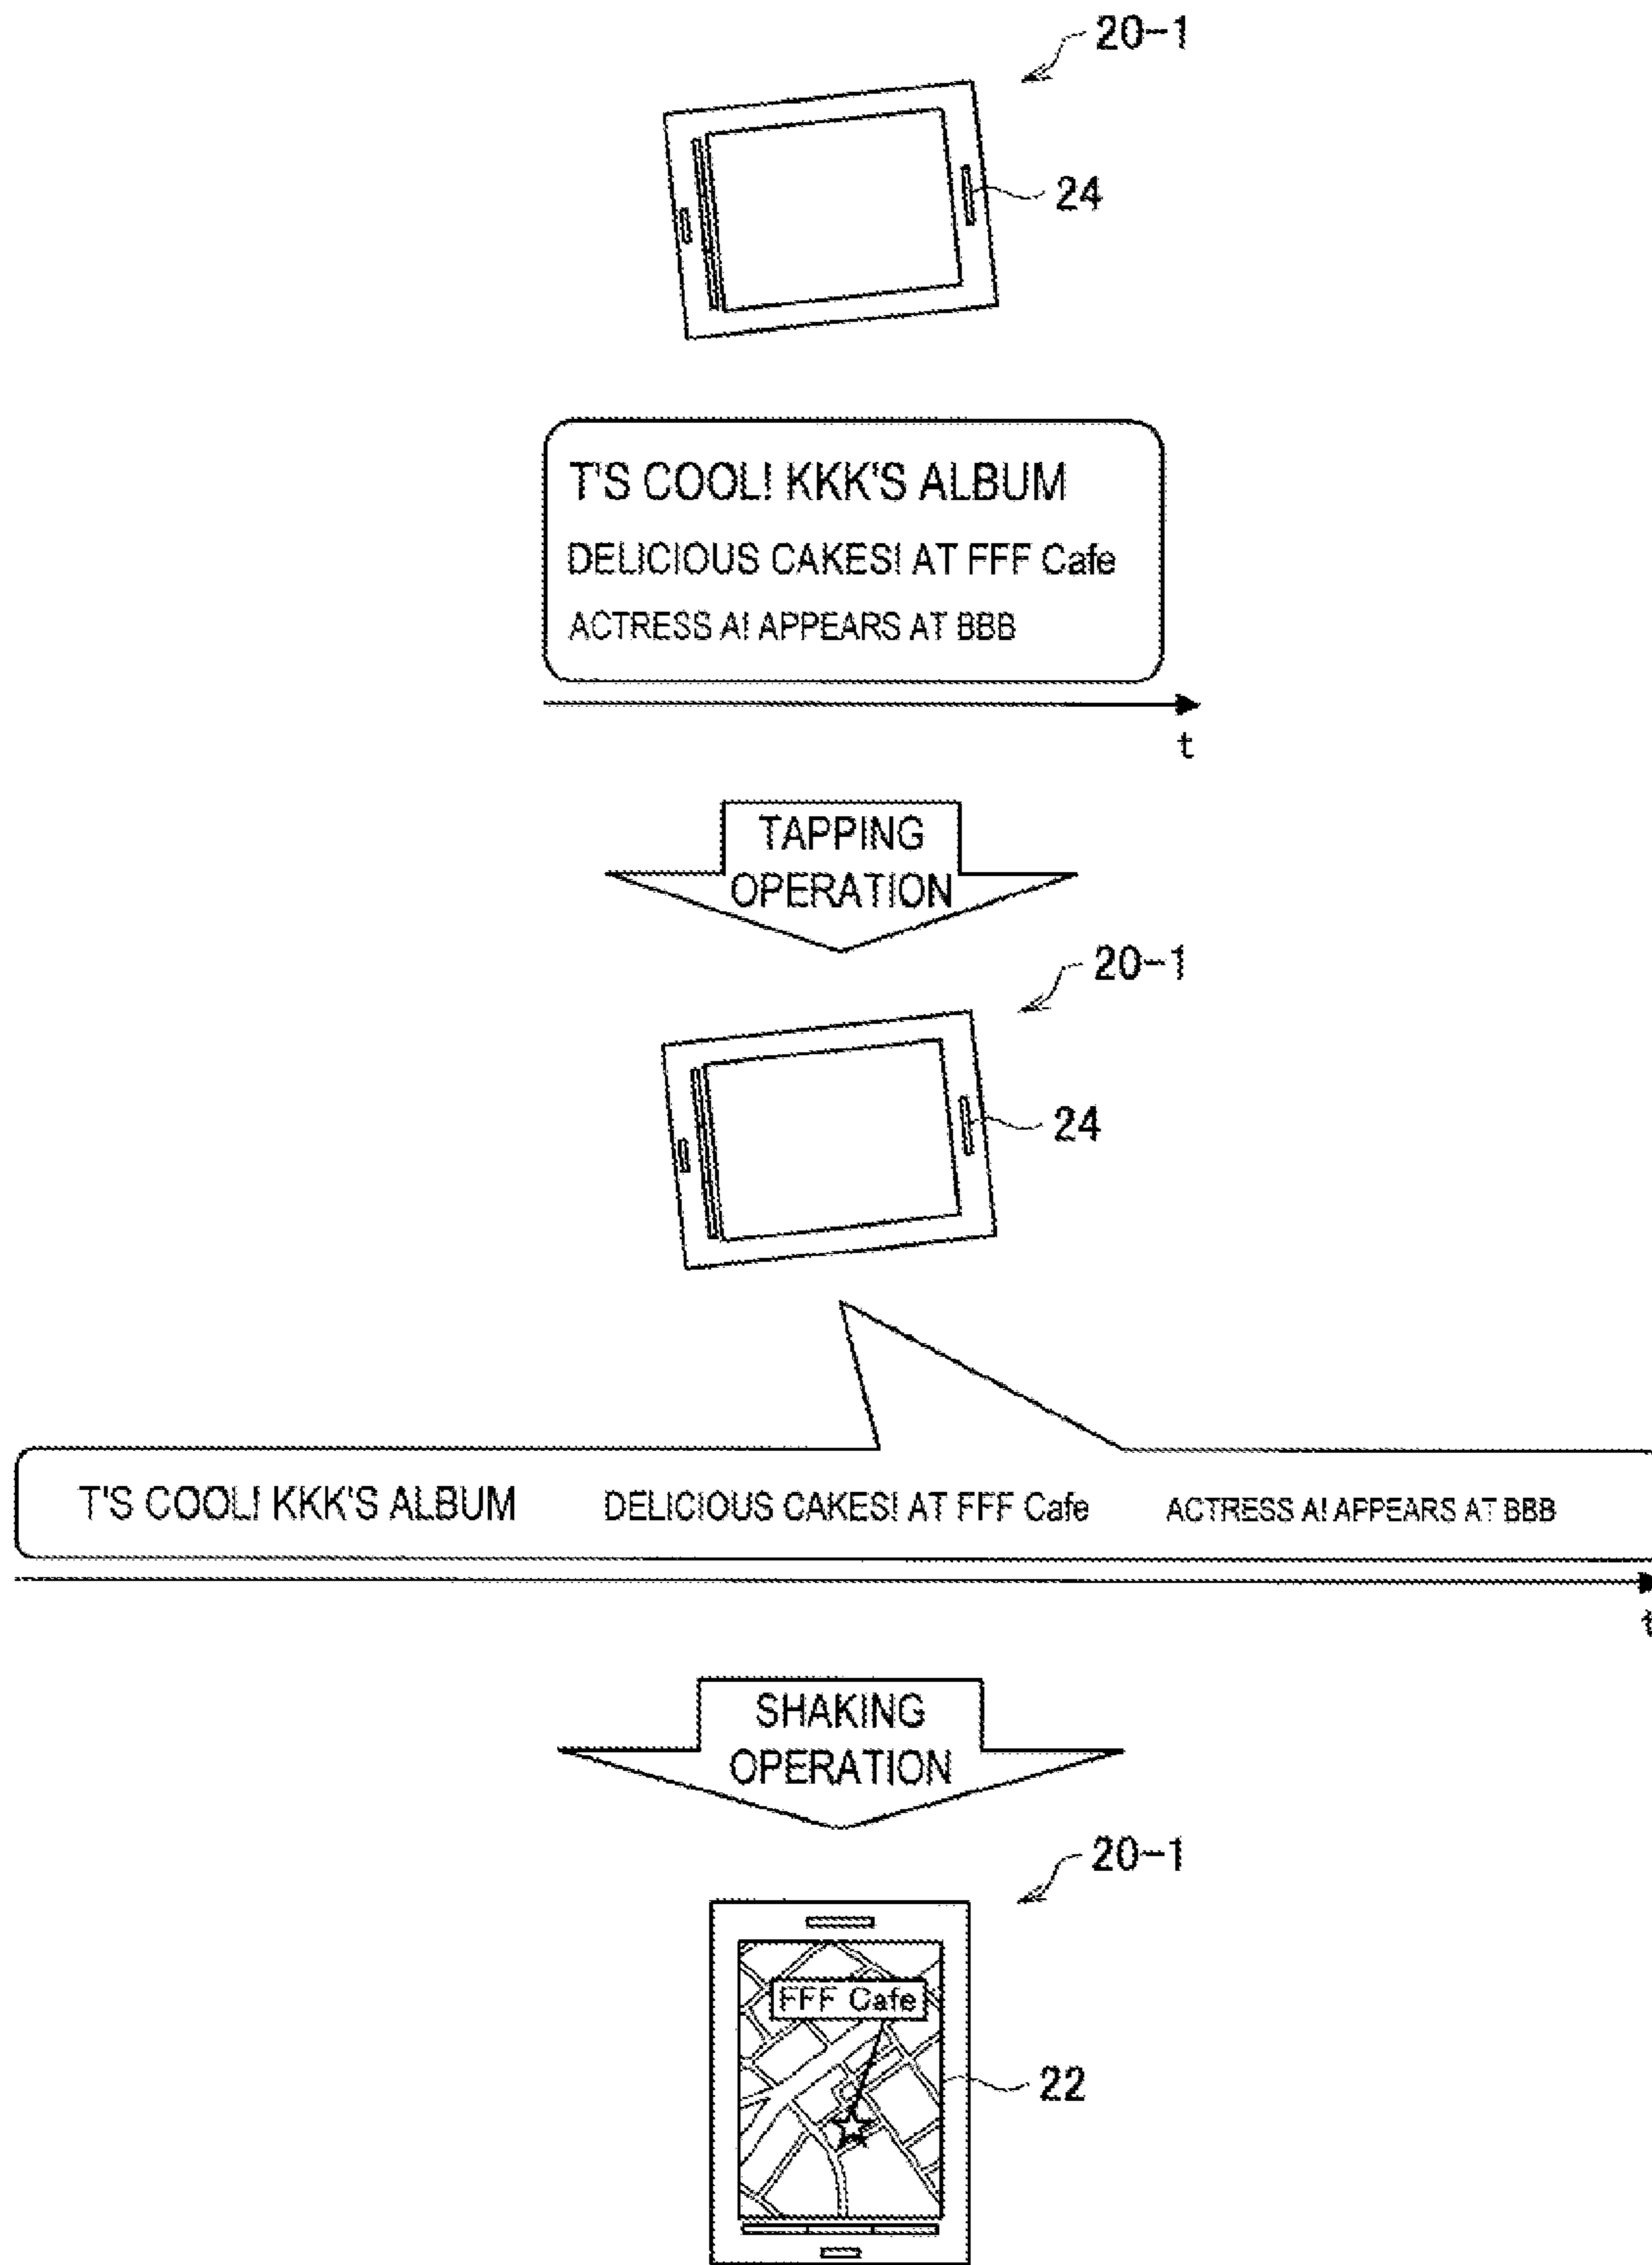 20-1
24
T'S COOL! KKK'S ALBUM
DELICIOUS CAKES! AT FFF Cafe
ACTRESS A! APPEARS AT BBB
t
TAPPING
OPERATION
20-1
24
T'S COOL! KKK'S ALBUM DELICIOUS CAKES! AT FFF Cafe ACTRESS A! APPEARS AT BBB
t
SHAKING
OPERATION
20-1
FFF Cafe
22